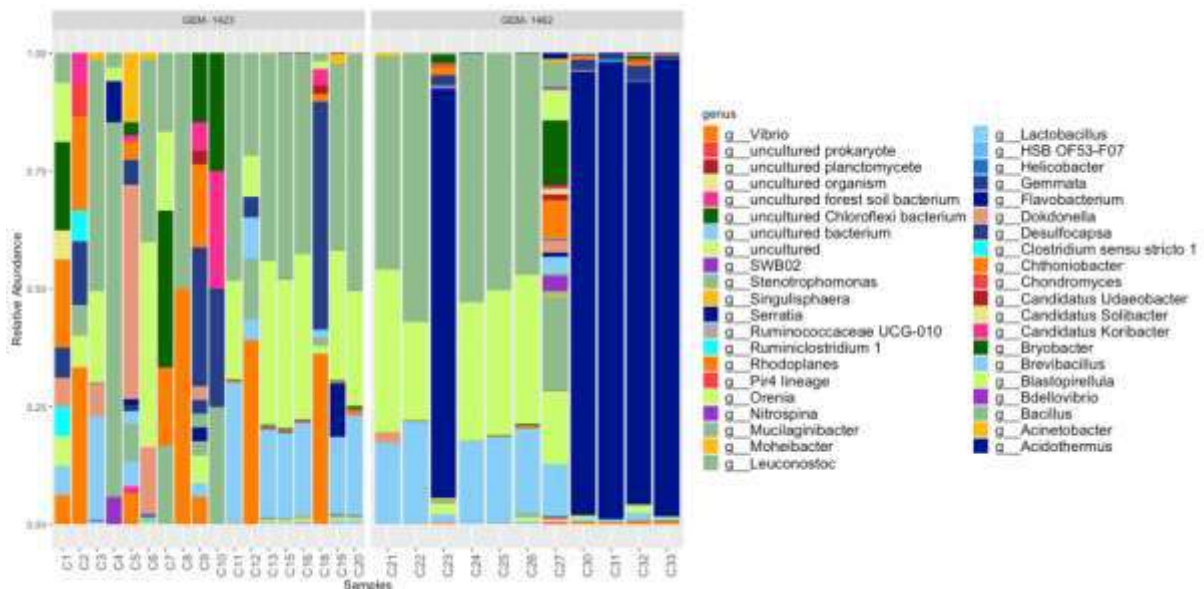 GEM-1423 GEM-1462
1.00
0.75
0.50
0.25
0.00
Relative Abundance
C1 C2 C3 C4 C5 C6 C7 C8 C9 C10 C11 C12 C13 C15 C16 C18 C19 C20 C21 C22 C23 C24 C25 C26 C27 C30 C31 C32 C33
Samples
genus
g__Vibrio
g__uncultured prokaryote
g__uncultured planctomycete
g__uncultured organism
g__uncultured forest soil bacterium
g__uncultured Chloroflexi bacterium
g__uncultured bacterium
g__uncultured
g__SWB02
g__Stenotrophomonas
g__Singulisphaera
g__Serratia
g__Ruminococcaceae UCG-010
g__Ruminiclostridium 1
g__Rhodoplanes
g__Pir4 lineage
g__Orenia
g__Nitrospina
g__Mucilaginibacter
g__Moheibacter
g__Leuconostoc
g__Lactobacillus
g__HSB OF53-F07
g__Helicobacter
g__Gemmata
g__Flavobacterium
g__Dokdonella
g__Desulfocapsa
g__Clostridium sensu stricto 1
g__Chthoniobacter
g__Chondromyces
g__Candidatus Udaeobacter
g__Candidatus Solibacter
g__Candidatus Koribacter
g__Bryobacter
g__Brevibacillus
g__Blastopirellula
g__Bdellovibrio
g__Bacillus
g__Acinetobacter
g__Acidothermus